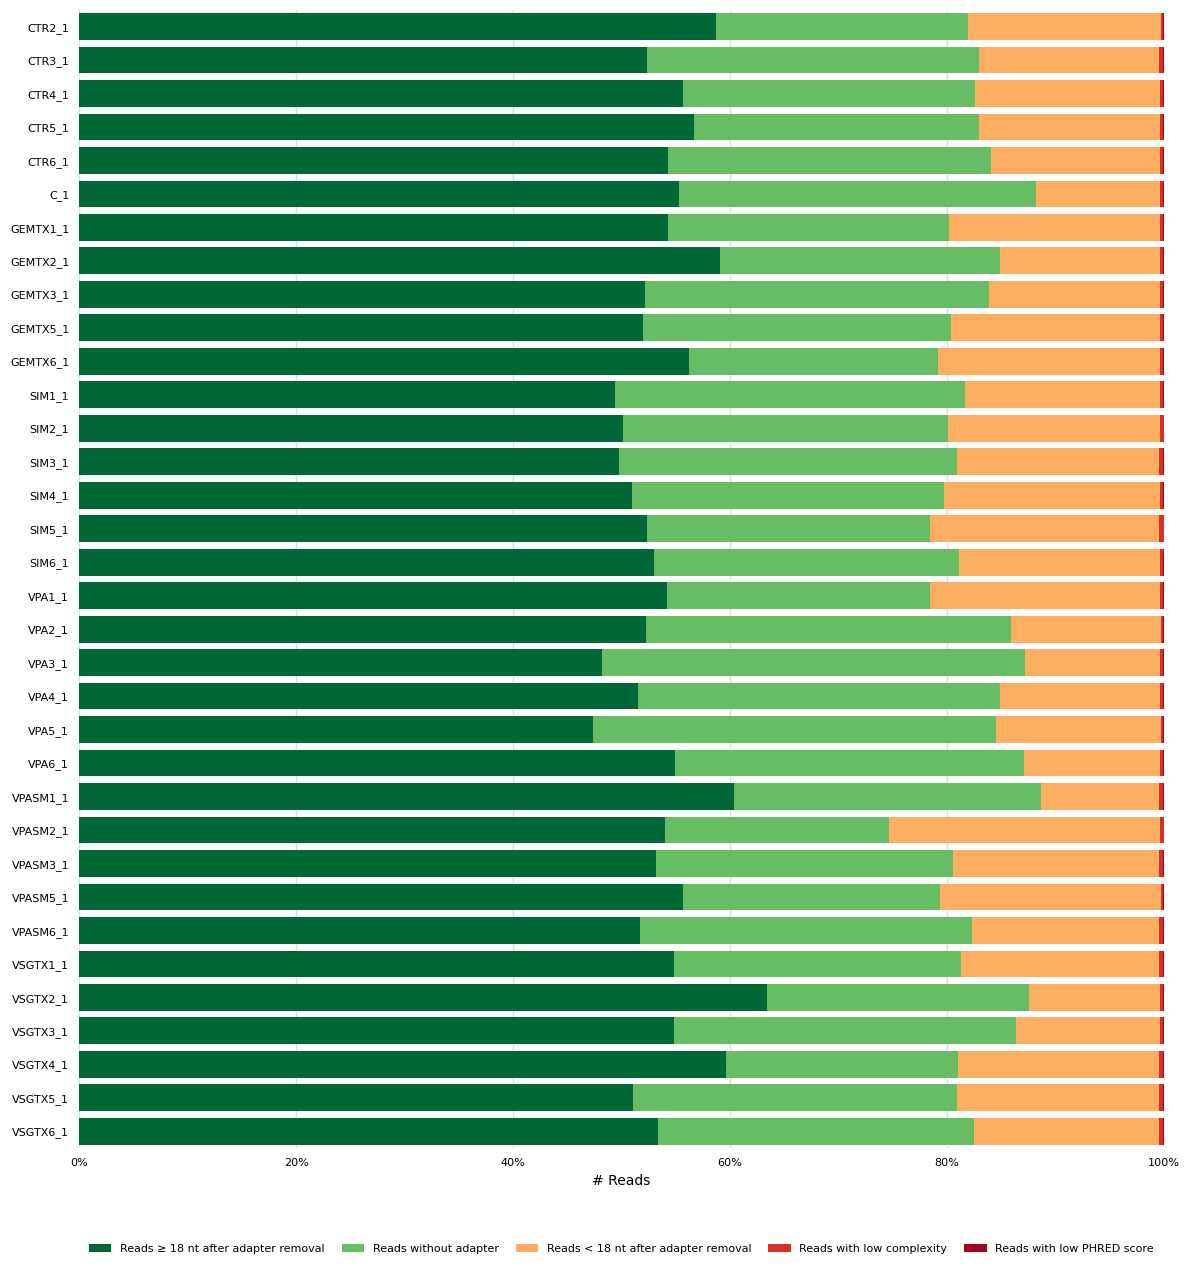 CTR2_1
CTR3_1
CTR4_1
CTR5_1
CTR6_1
C_1
GEMTX1_1
GEMTX2_1
GEMTX3_1
GEMTX5_1
GEMTX6_1
SIM1_1
SIM2_1
SIM3_1
SIM4_1
SIM5_1
SIM6_1
VPA1_1
VPA2_1
VPA3_1
VPA4_1
VPA5_1
VPA6_1
VPASM1_1
VPASM2_1
VPASM3_1
VPASM5_1
VPASM6_1
VSGTX1_1
VSGTX2_1
VSGTX3_1
VSGTX4_1
VSGTX5_1
VSGTX6_1
0% 20% 40% 60% 80% 100%
# Reads
Reads ≥ 18 nt after adapter removal Reads without adapter Reads < 18 nt after adapter removal Reads with low complexity Reads with low PHRED score